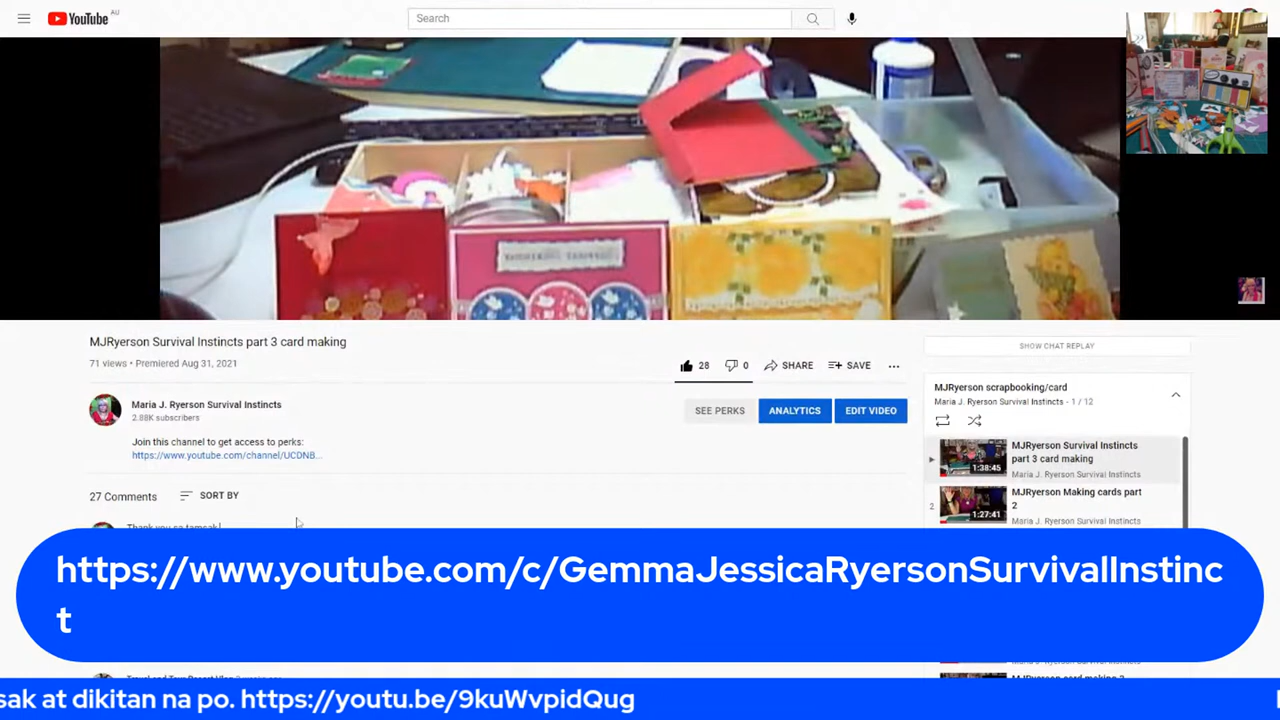 YouTube AU
Search
MJRyerson Survival Instincts part 3 card making
71 views • Premiered Aug 31, 2021
28 0 SHARE SAVE
Maria J. Ryerson Survival Instincts
2.88K subscribers
SEE PERKS ANALYTICS EDIT VIDEO
Join this channel to get access to perks:
https://www.youtube.com/channel/UCDNB...
27 Comments SORT BY
Thank you sa tamsak
SHOW CHAT REPLAY
MJRyerson scrapbooking/card
Maria J. Ryerson Survival Instincts - 1 / 12
1:38:45
MJRyerson Survival Instincts
part 3 card making
Maria J. Ryerson Survival Instincts
2
1:27:41
MJRyerson Making cards part
2
Maria J. Ryerson Survival Instincts
https://www.youtube.com/c/GemmaJessicaRyersonSurvivalInstinc
t
sak at dikitan na po. https://youtu.be/9kuWvpidQug